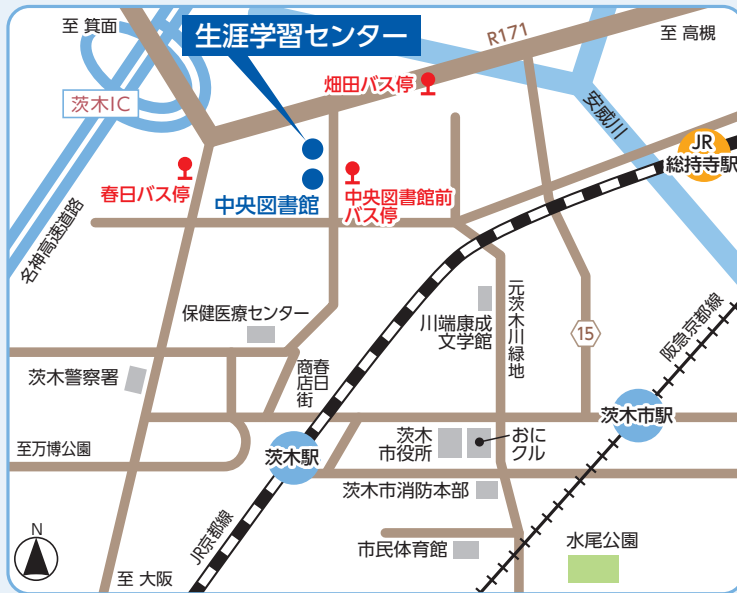 至 箕面
生涯学習センター
R171
至 高槻
畑田バス停
茨木IC
安威川
JR
総持寺駅
春日バス停
中央図書館
中央図書館前
バス停
名神高速道路
保健医療センター
川端康成
文学館
元茨木川緑地
15
阪急京都線
春日
商店街
茨木警察署
茨木市駅
至万博公園
茨木駅
茨木
市役所
おに
クル
茨木市消防本部
JR京都線
市民体育館
水尾公園
N
至 大阪